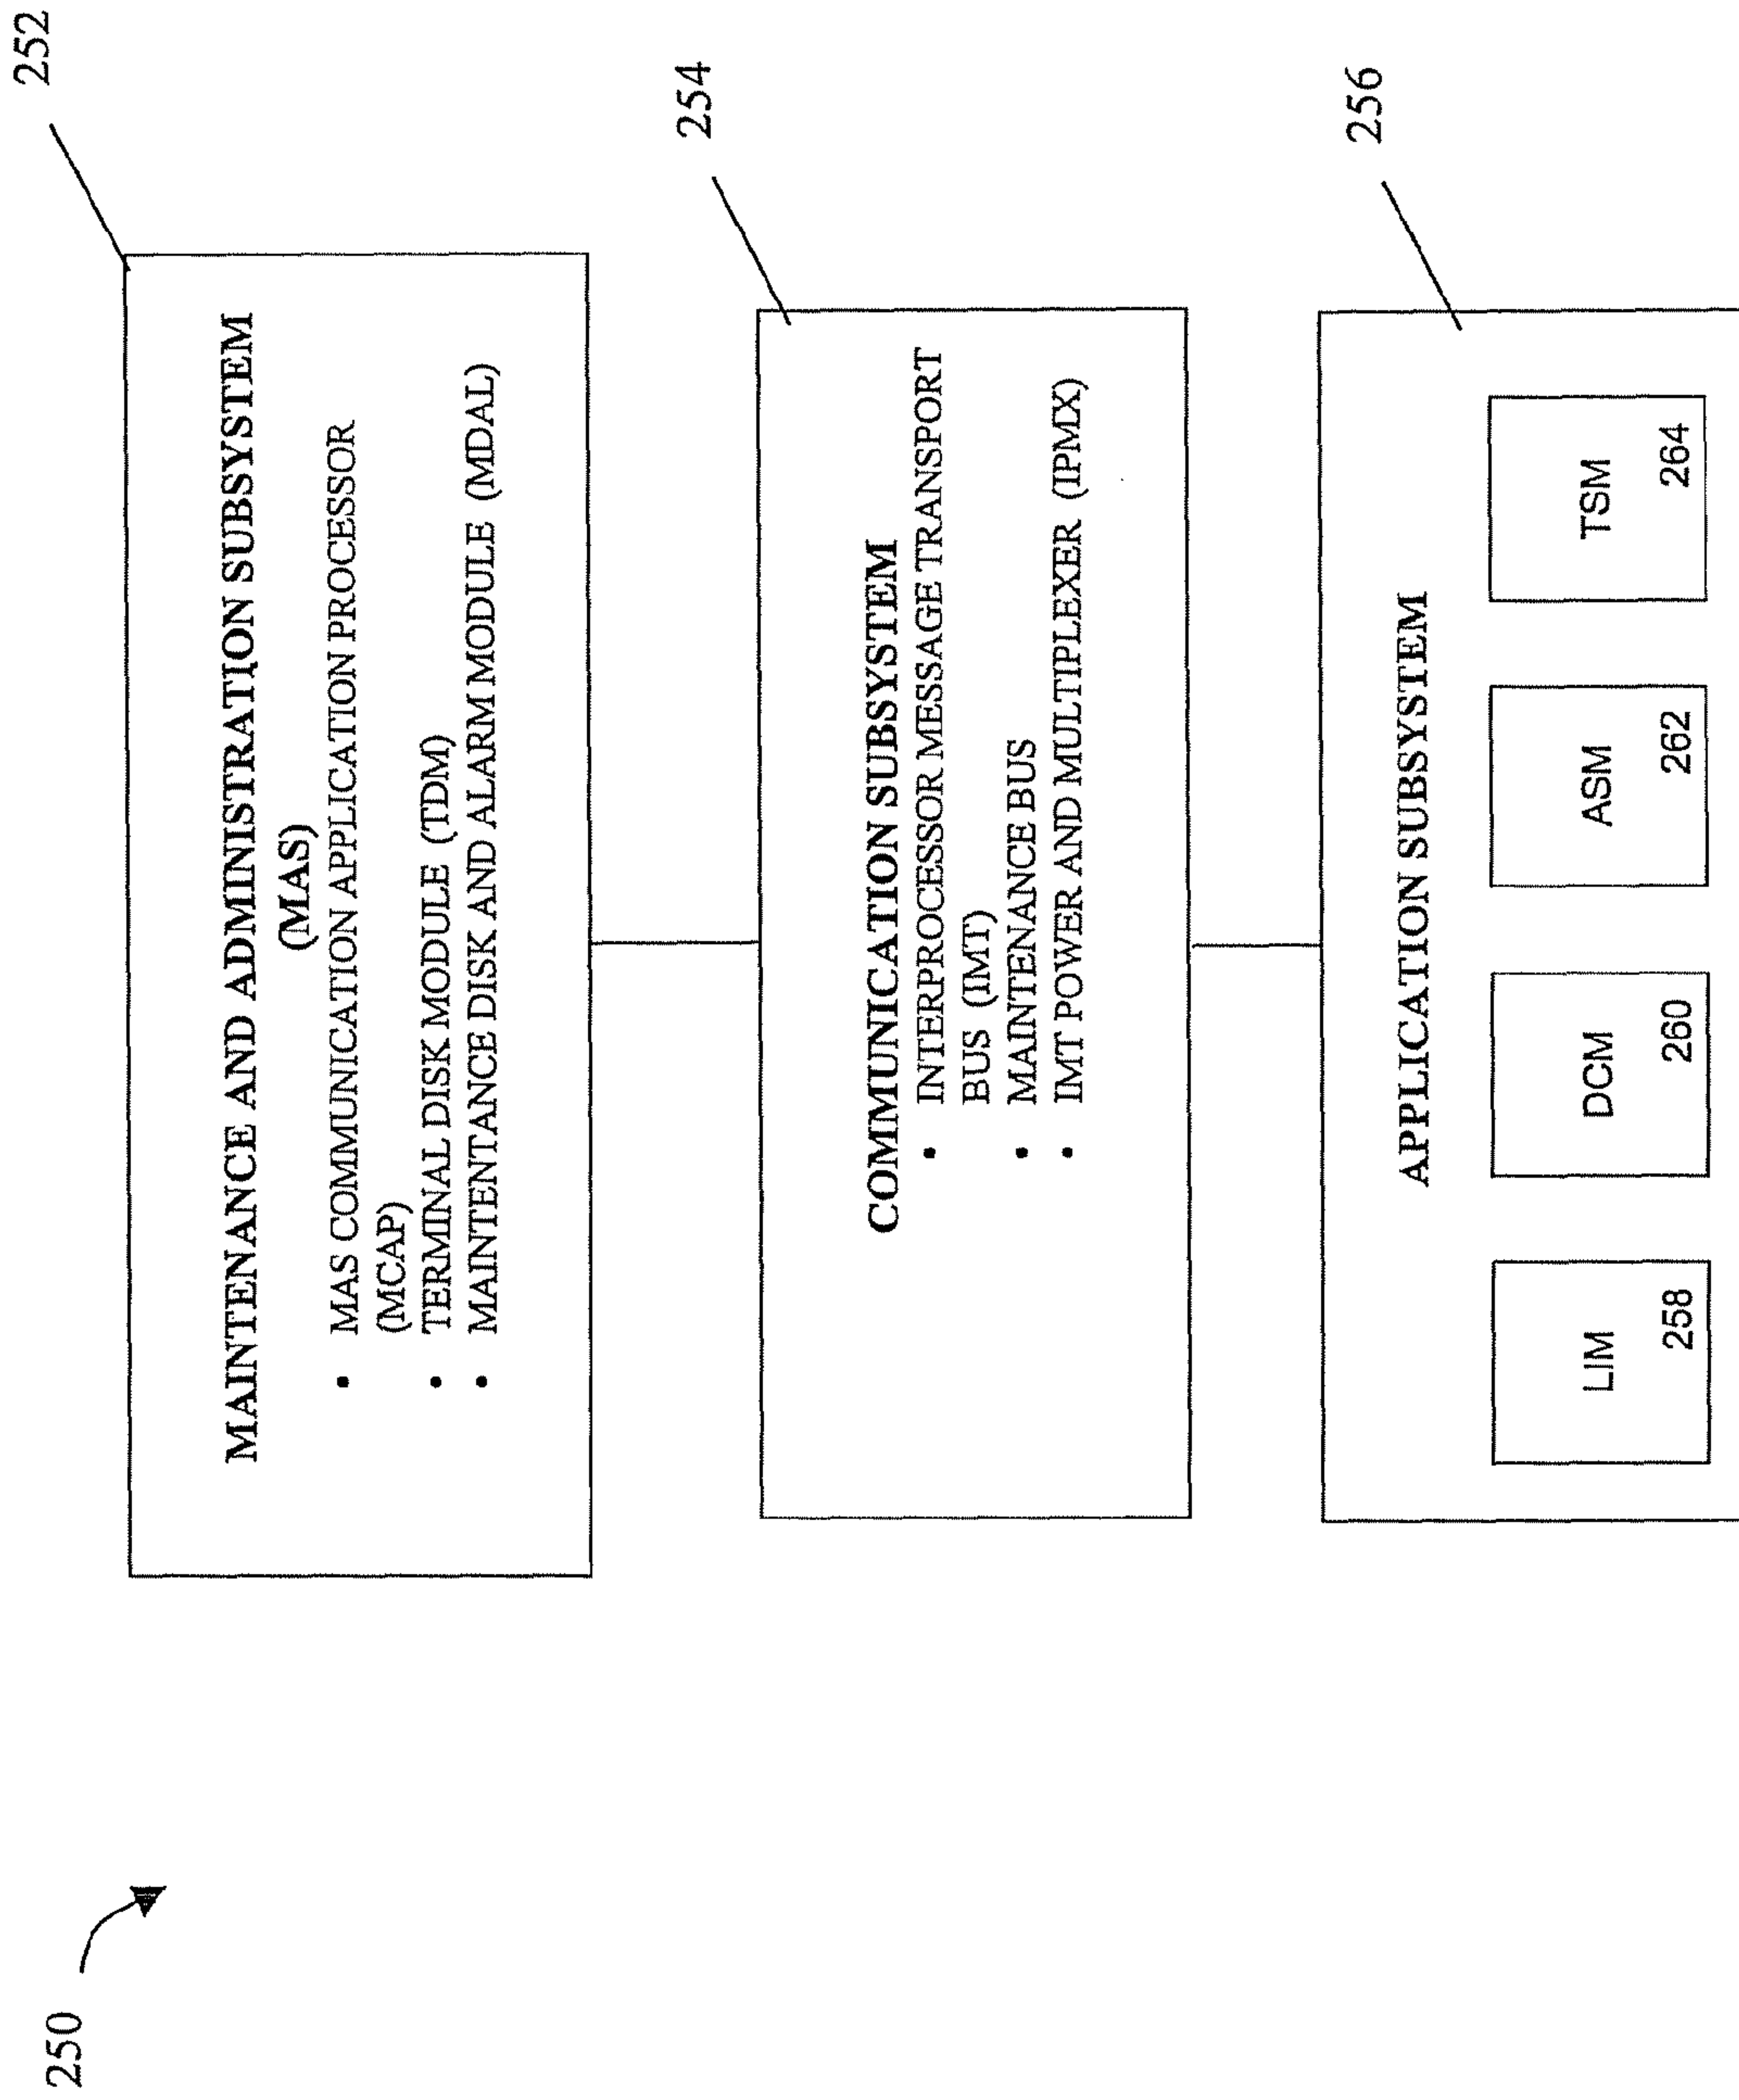 250
252
MAINTENANCE AND ADMINISTRATION SUBSYSTEM
(MAS)
• MAS COMMUNICATION APPLICATION PROCESSOR
(MCAP)
• TERMINAL DISK MODULE (TDM)
• MAINTENTANCE DISK AND ALARM MODULE (MDAL)
254
COMMUNICATION SUBSYSTEM
• INTERPROCESSOR MESSAGE TRANSPORT
BUS (IMT)
• MAINTENANCE BUS
• IMT POWER AND MULTIPLEXER (IPMX)
256
APPLICATION SUBSYSTEM
LIM
258
DCM
260
ASM
262
TSM
264